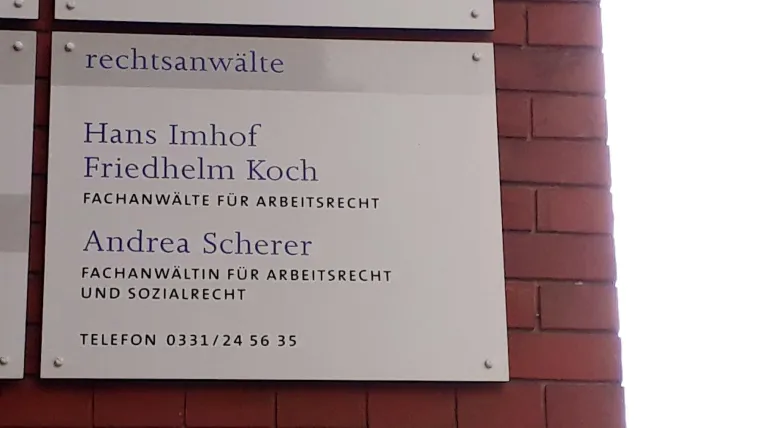 rechtsanwälte
Hans Imhof
Friedhelm Koch
FACHANWÄLTE FÜR ARBEITSRECHT
Andrea Scherer
FACHANWÄLTIN FÜR ARBEITSRECHT
UND SOZIALRECHT
TELEFON 0331/24 56 35